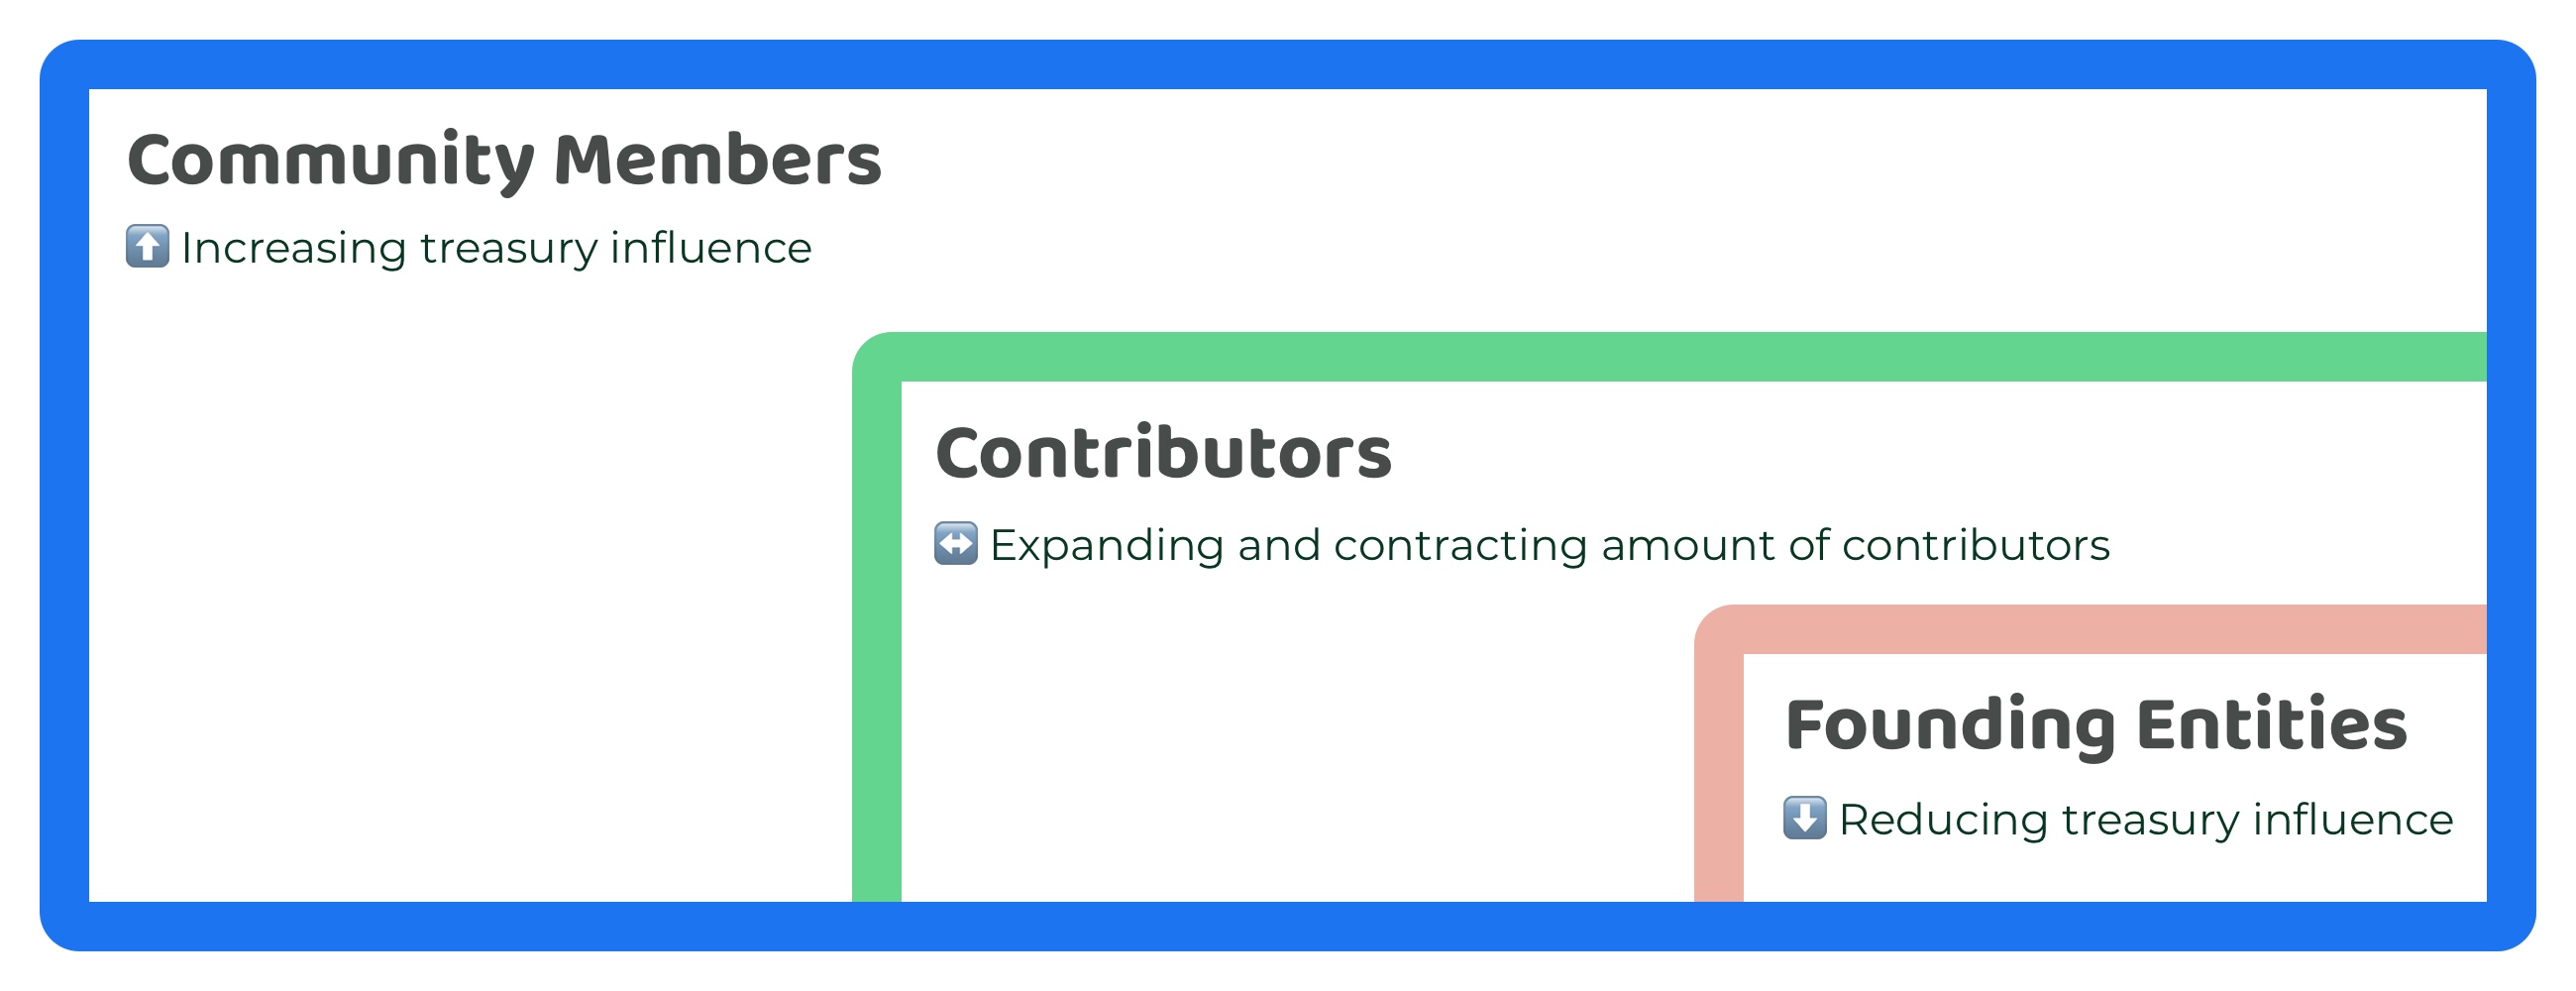 Community Members
⬆️ Increasing treasury influence
Contributors
↔️ Expanding and contracting amount of contributors
Founding Entities
⬇️ Reducing treasury influence